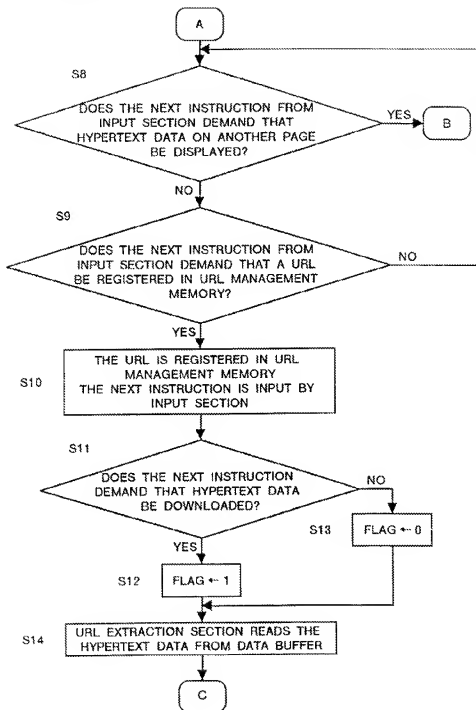 A
S8
DOES THE NEXT INSTRUCTION FROM
INPUT SECTION DEMAND THAT
HYPERTEXT DATA ON ANOTHER PAGE
BE DISPLAYED?
YES
B
NO
S9
DOES THE NEXT INSTRUCTION FROM
INPUT SECTION DEMAND THAT A URL
BE REGISTERED IN URL MANAGEMENT
MEMORY?
NO
YES
S10
THE URL IS REGISTERED IN URL
MANAGEMENT MEMORY
THE NEXT INSTRUCTION IS INPUT BY
INPUT SECTION
S11
DOES THE NEXT INSTRUCTION
DEMAND THAT HYPERTEXT DATA
BE DOWNLOADED?
NO
S13
FLAG ← 0
YES
S12
FLAG ← 1
S14
URL EXTRACTION SECTION READS THE
HYPERTEXT DATA FROM DATA BUFFER
C